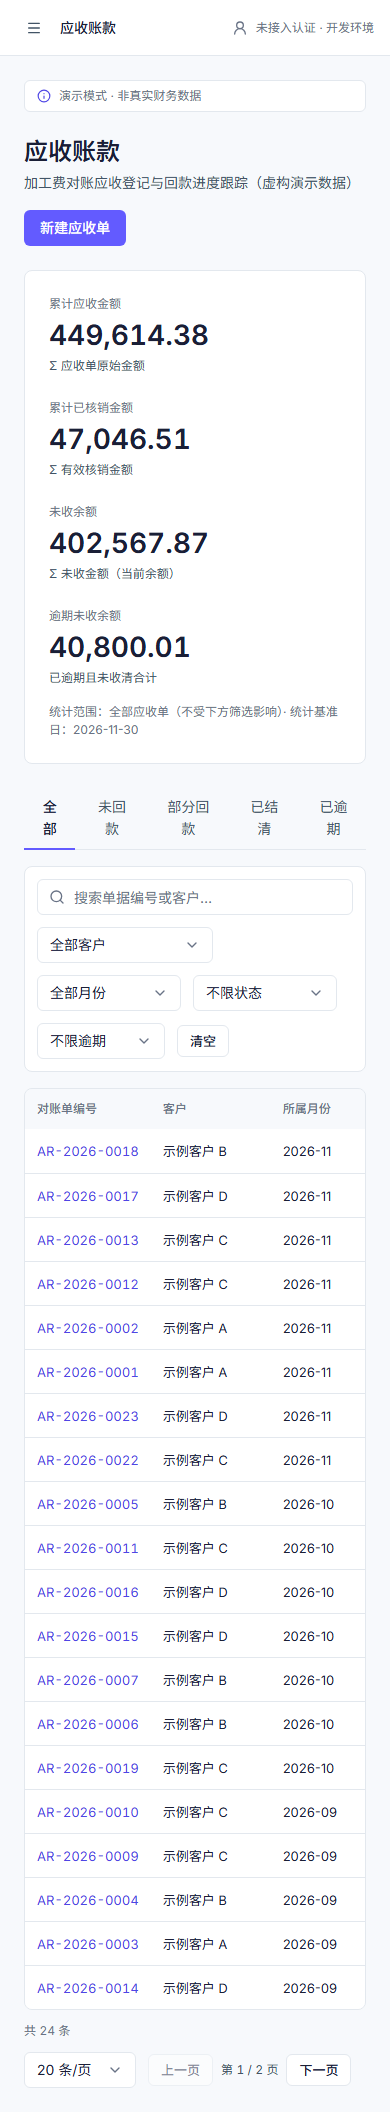 应收账款
未接入认证 · 开发环境
演示模式 · 非真实财务数据
应收账款
加工费对账应收登记与回款进度跟踪（虚构演示数据）
新建应收单
累计应收金额
449,614.38
Σ 应收单原始金额
累计已核销金额
47,046.51
Σ 有效核销金额
未收余额
402,567.87
Σ 未收金额（当前余额）
逾期未收余额
40,800.01
已逾期且未收清合计
统计范围：全部应收单（不受下方筛选影响）· 统计基准
日：2026-11-30
全部 未回款 部分回款 已结清 已逾期
搜索单据编号或客户...
全部客户
全部月份 不限状态
不限逾期 清空
对账单编号 客户 所属月份
AR-2026-0018 示例客户 B 2026-11
AR-2026-0017 示例客户 D 2026-11
AR-2026-0013 示例客户 C 2026-11
AR-2026-0012 示例客户 C 2026-11
AR-2026-0002 示例客户 A 2026-11
AR-2026-0001 示例客户 A 2026-11
AR-2026-0023 示例客户 D 2026-11
AR-2026-0022 示例客户 C 2026-11
AR-2026-0005 示例客户 B 2026-10
AR-2026-0011 示例客户 C 2026-10
AR-2026-0016 示例客户 D 2026-10
AR-2026-0015 示例客户 D 2026-10
AR-2026-0007 示例客户 B 2026-10
AR-2026-0006 示例客户 B 2026-10
AR-2026-0019 示例客户 C 2026-10
AR-2026-0010 示例客户 C 2026-09
AR-2026-0009 示例客户 C 2026-09
AR-2026-0004 示例客户 B 2026-09
AR-2026-0003 示例客户 A 2026-09
AR-2026-0014 示例客户 D 2026-09
共 24 条
20 条/页 上一页 第 1 / 2 页 下一页